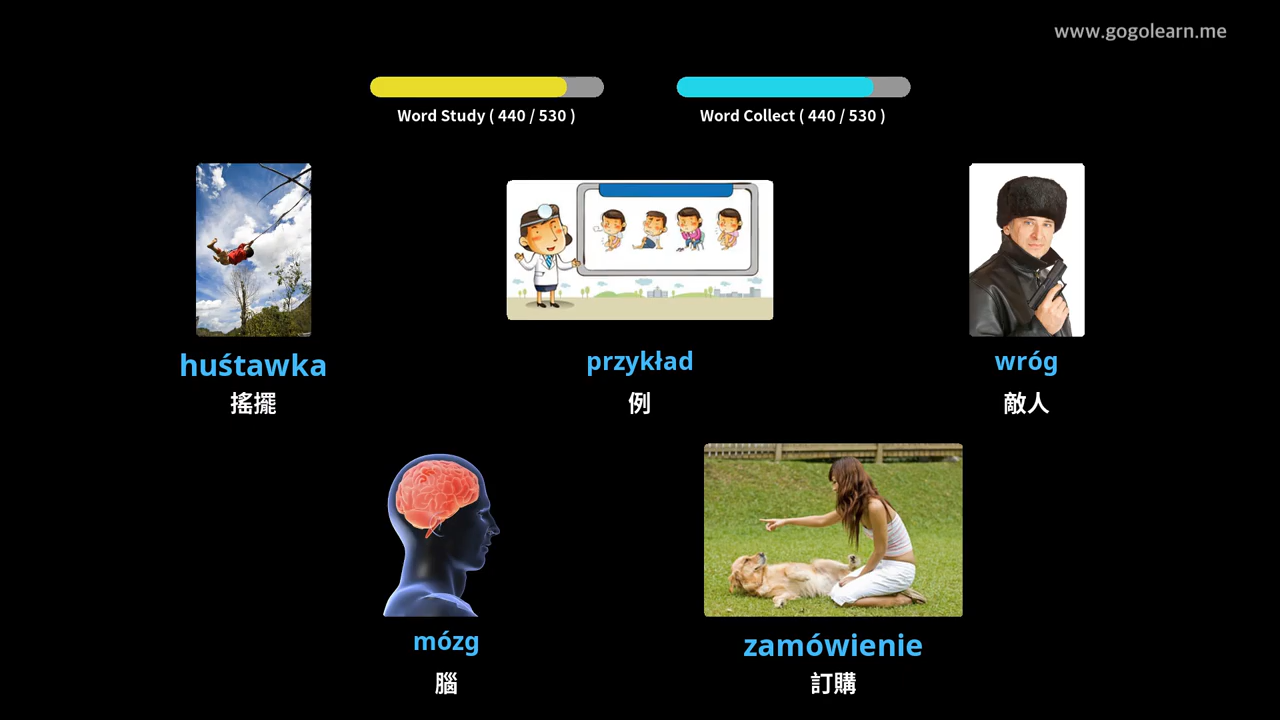 www.gogolearn.me
Word Study ( 440 / 530 )
Word Collect ( 440 / 530 )
huśtawka
przykład
wróg
搖擺
例
敵人
mózg
zamówienie
腦
訂購